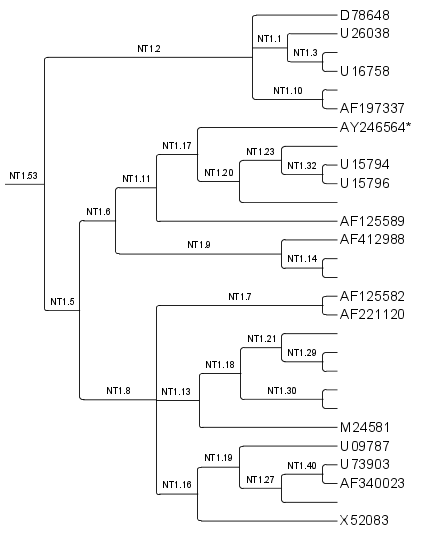 D78648
NT1.1
U26038
NT1.2
NT1.3
U16758
NT1.10
AF197337
AY246564*
NT1.17
NT1.23
U15794
NT1.32
NT1.20
NT1.53
NT1.11
U15796
NT1.6
AF125589
AF412988
NT1.9
NT1.14
NT1.5
AF125582
NT1.7
AF221120
NT1.21
NT1.29
NT1.18
NT1.8
NT1.13
NT1.30
M24581
U09787
NT1.19
U73903
NT1.40
NT1.27
AF340023
NT1.16
X52083